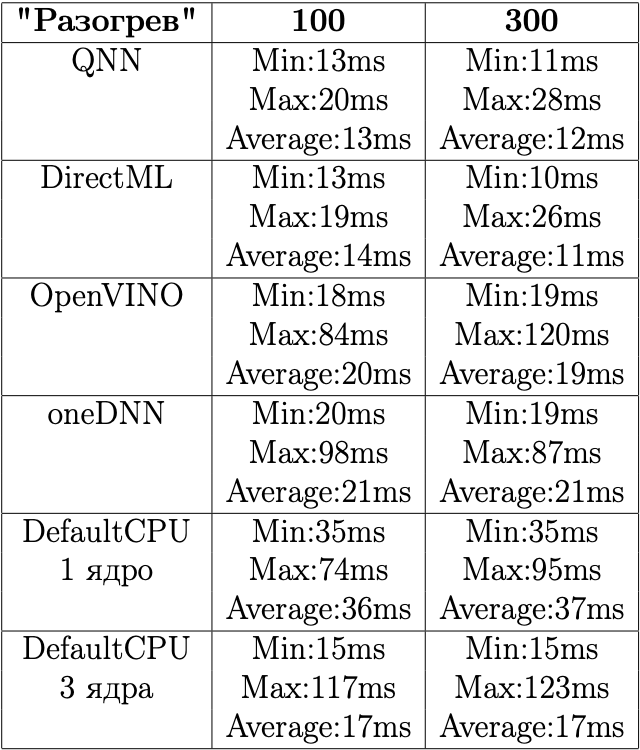 "Разогрев" 100 300
QNN Min:13ms Min:11ms
Max:20ms Max:28ms
Average:13ms Average:12ms
DirectML Min:13ms Min:10ms
Max:19ms Max:26ms
Average:14ms Average:11ms
OpenVINO Min:18ms Min:19ms
Max:84ms Max:120ms
Average:20ms Average:19ms
oneDNN Min:20ms Min:19ms
Max:98ms Max:87ms
Average:21ms Average:21ms
DefaultCPU Min:35ms Min:35ms
1 ядро Max:74ms Max:95ms
Average:36ms Average:37ms
DefaultCPU Min:15ms Min:15ms
3 ядра Max:117ms Max:123ms
Average:17ms Average:17ms